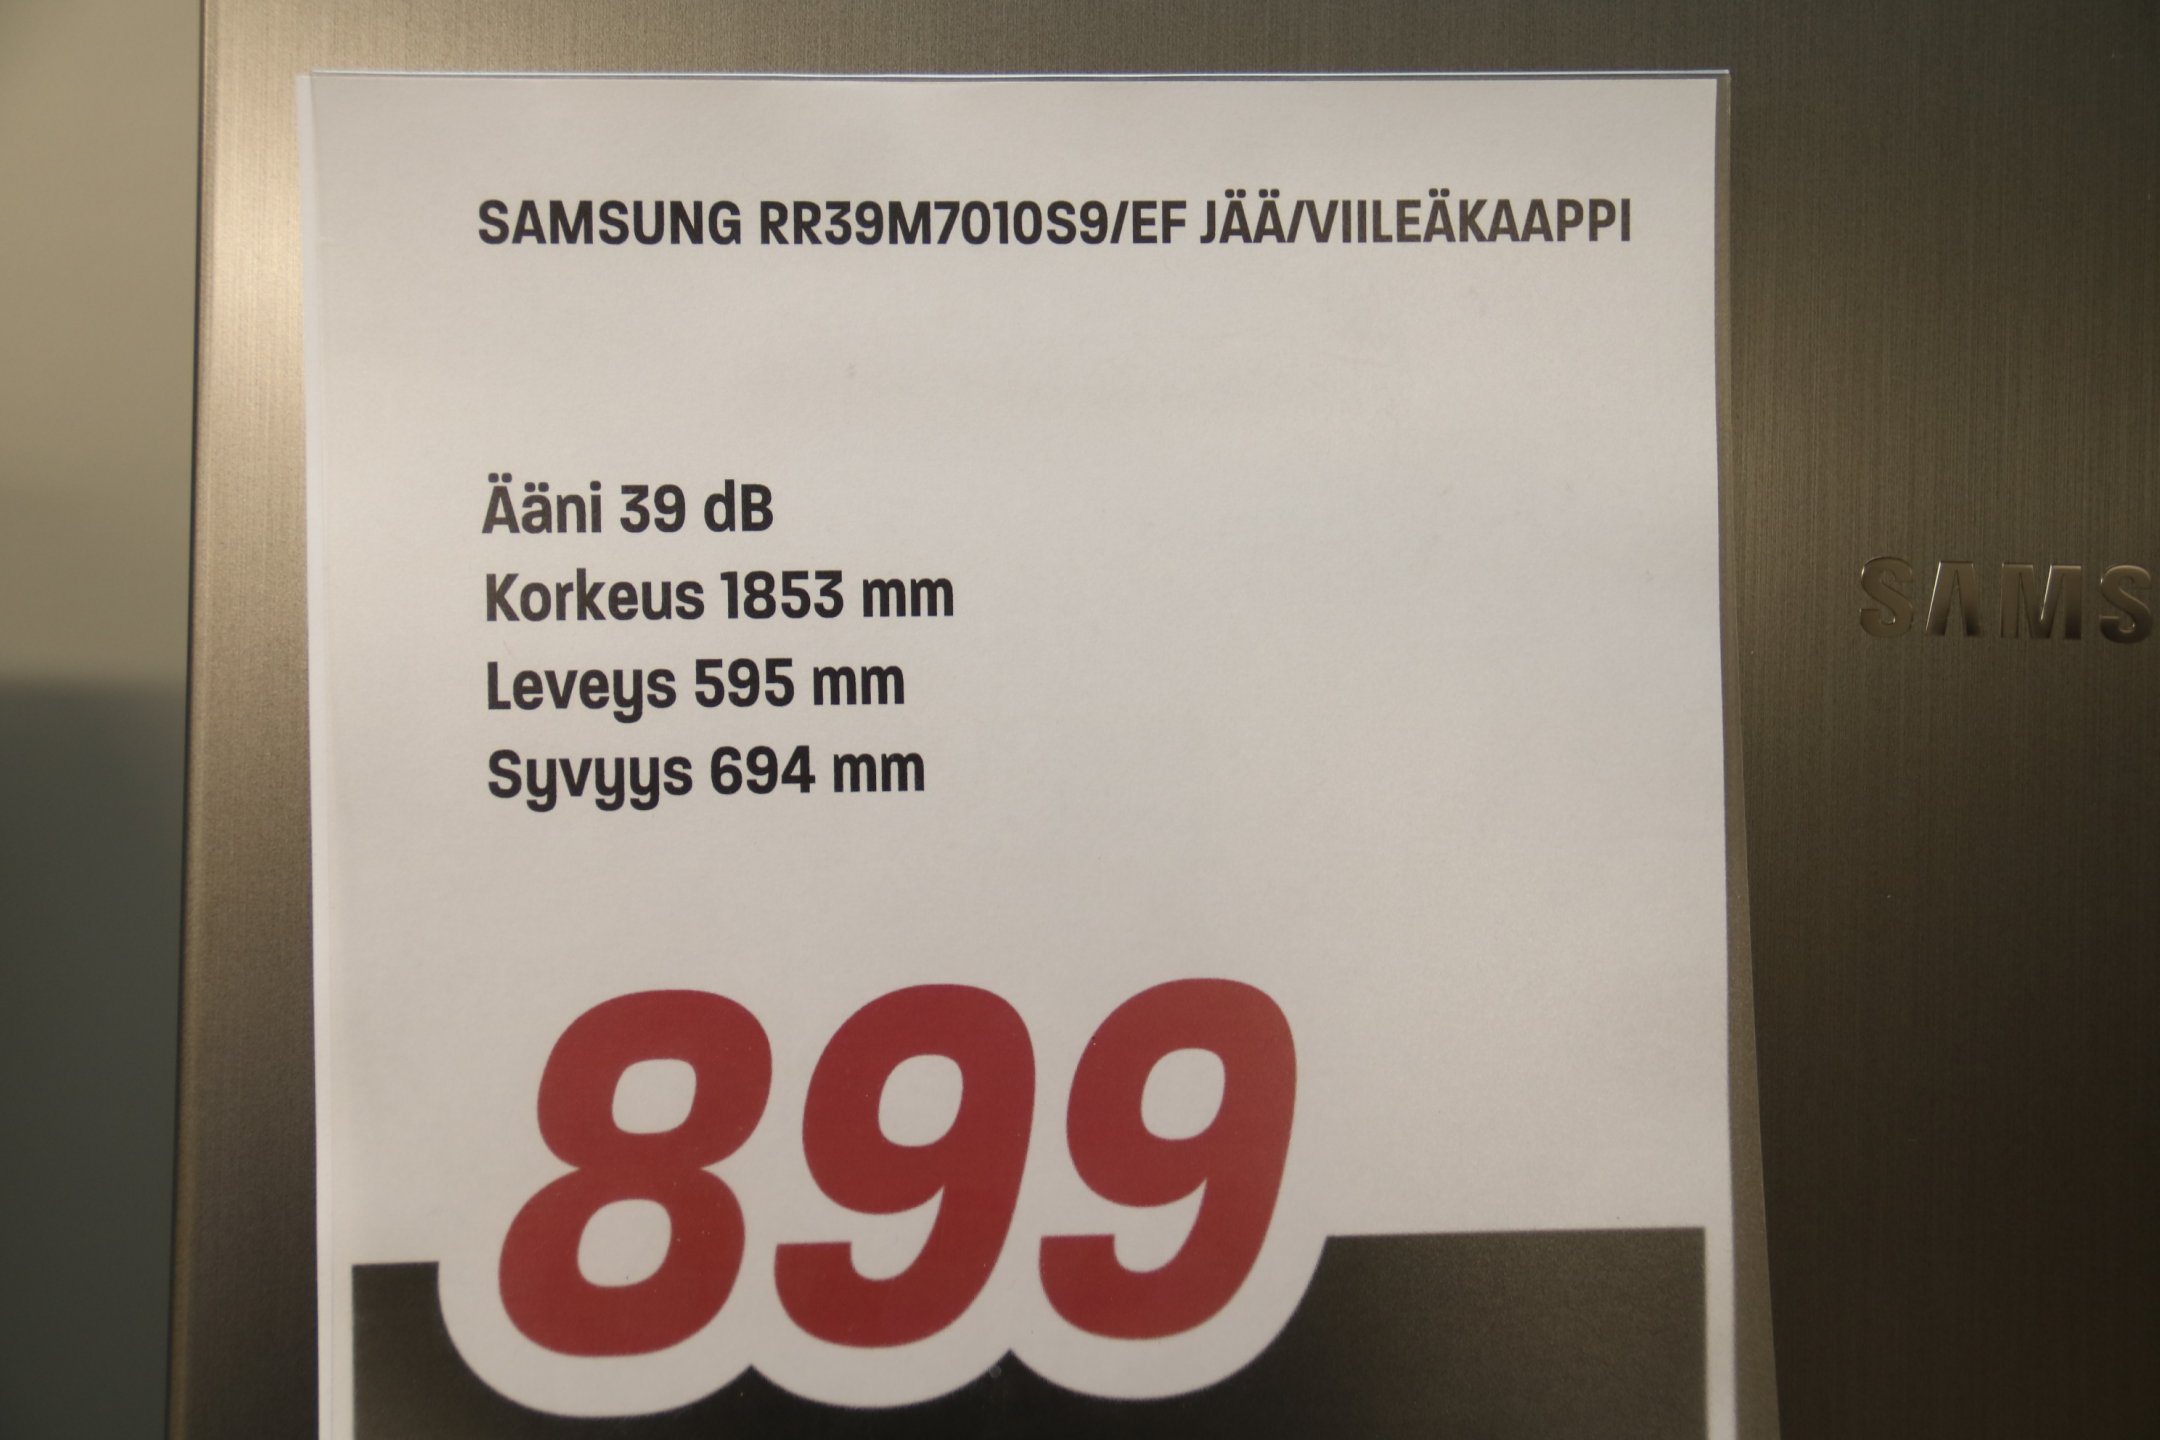 SAMSUNG RR39M7010S9/EF JÄÄ/VIILEÄKAAPPI
Ääni 39 dB
Korkeus 1853 mm
Leveys 595 mm
Syvyys 694 mm
SAMS
899